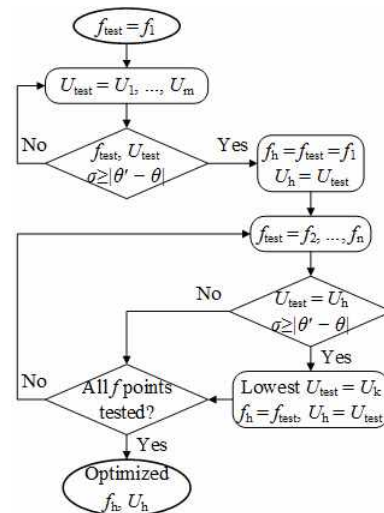 f_test = f_1
U_test = U_1, ..., U_m
No
f_test, U_test
σ≥|θ′ − θ|
Yes
f_h = f_test = f_1
U_h = U_test
f_test = f_2, ..., f_n
No
U_test = U_h
σ≥|θ′ − θ|
Yes
Lowest U_test = U_k
f_h = f_test, U_h = U_test
No
All f points
tested?
Yes
Optimized
f_h, U_h